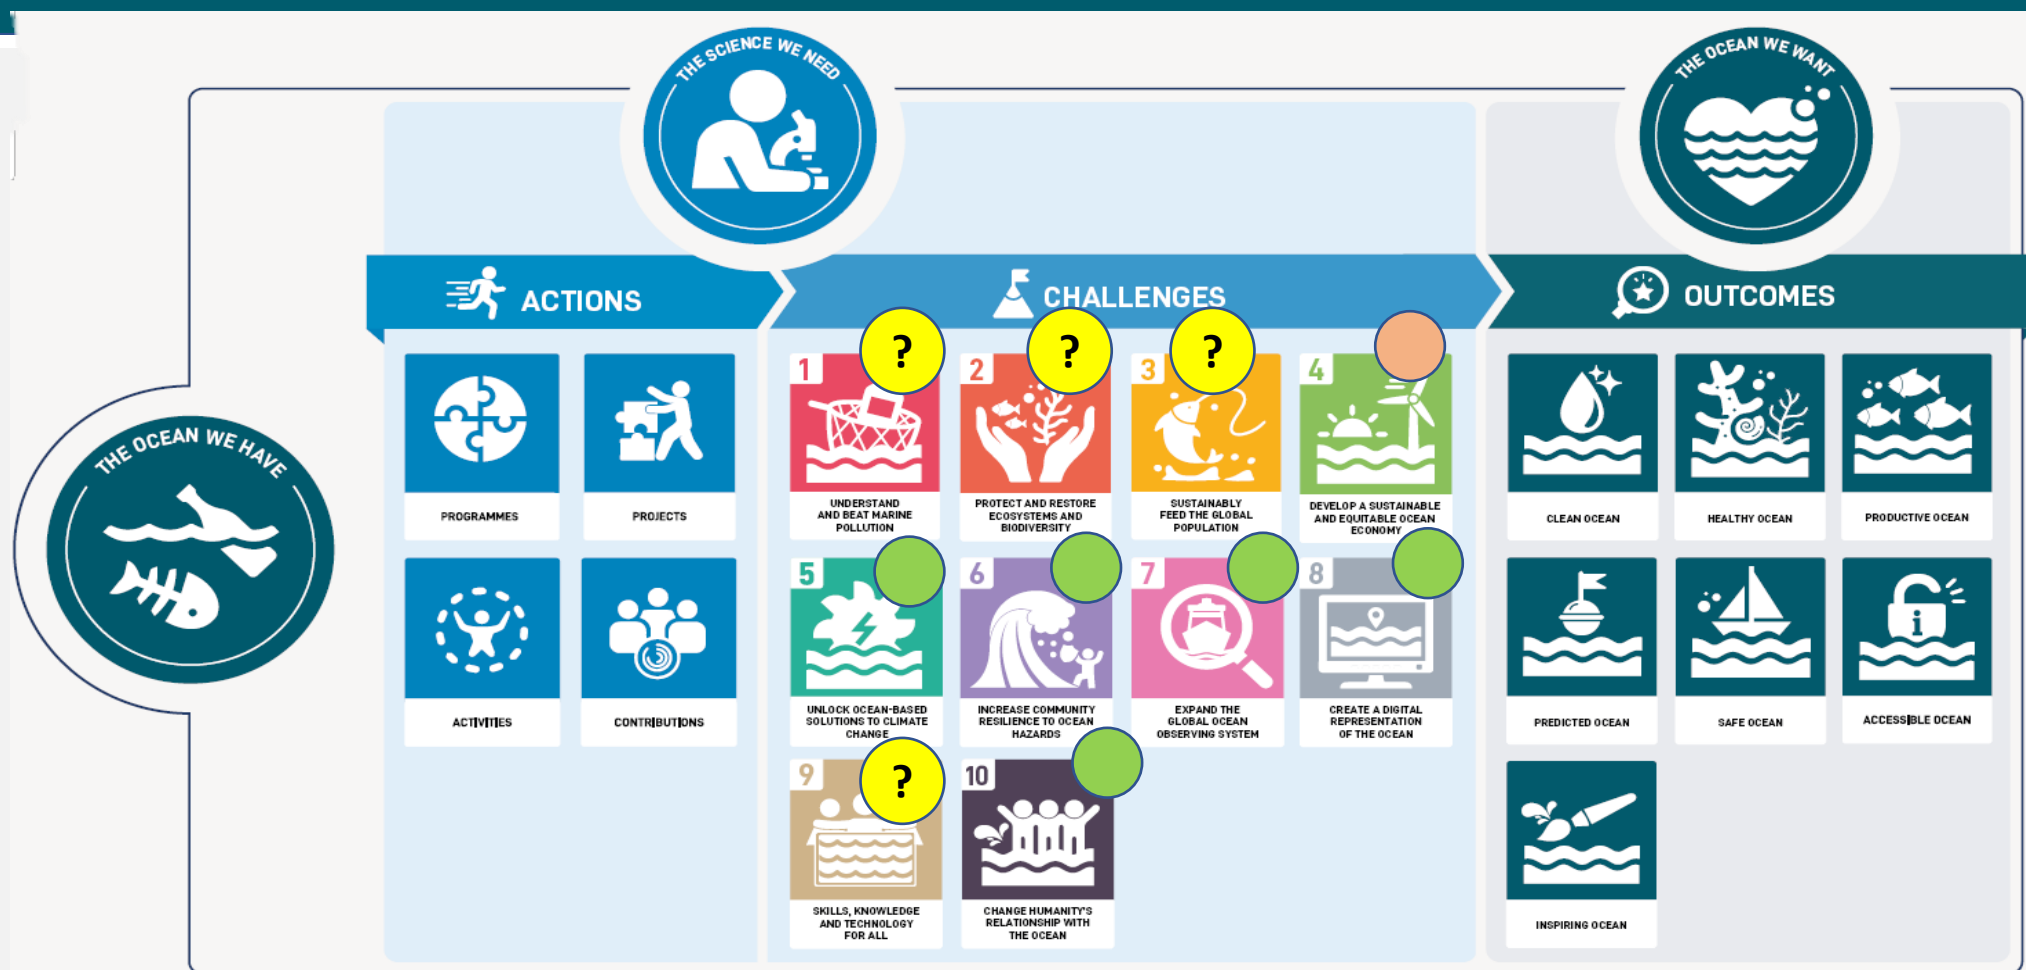 THE SCIENCE WE NEED
THE OCEAN WE WANT
THE OCEAN WE HAVE
ACTIONS
CHALLENGES
OUTCOMES
PROGRAMMES
PROJECTS
ACTIVITIES
CONTRIBUTIONS
1
?
UNDERSTAND
AND BEAT MARINE
POLLUTION
2
?
PROTECT AND RESTORE
ECOSYSTEMS AND
BIODIVERSITY
3
?
SUSTAINABLY
FEED THE GLOBAL
POPULATION
4
DEVELOP A SUSTAINABLE
AND EQUITABLE OCEAN
ECONOMY
5
UNLOCK OCEAN-BASED
SOLUTIONS TO CLIMATE
CHANGE
6
INCREASE COMMUNITY
RESILIENCE TO OCEAN
HAZARDS
7
EXPAND THE
GLOBAL OCEAN
OBSERVING SYSTEM
8
CREATE A DIGITAL
REPRESENTATION
OF THE OCEAN
9
?
SKILLS, KNOWLEDGE
AND TECHNOLOGY
FOR ALL
10
CHANGE HUMANITY'S
RELATIONSHIP WITH
THE OCEAN
CLEAN OCEAN
HEALTHY OCEAN
PRODUCTIVE OCEAN
PREDICTED OCEAN
SAFE OCEAN
i
ACCESSIBLE OCEAN
INSPIRING OCEAN